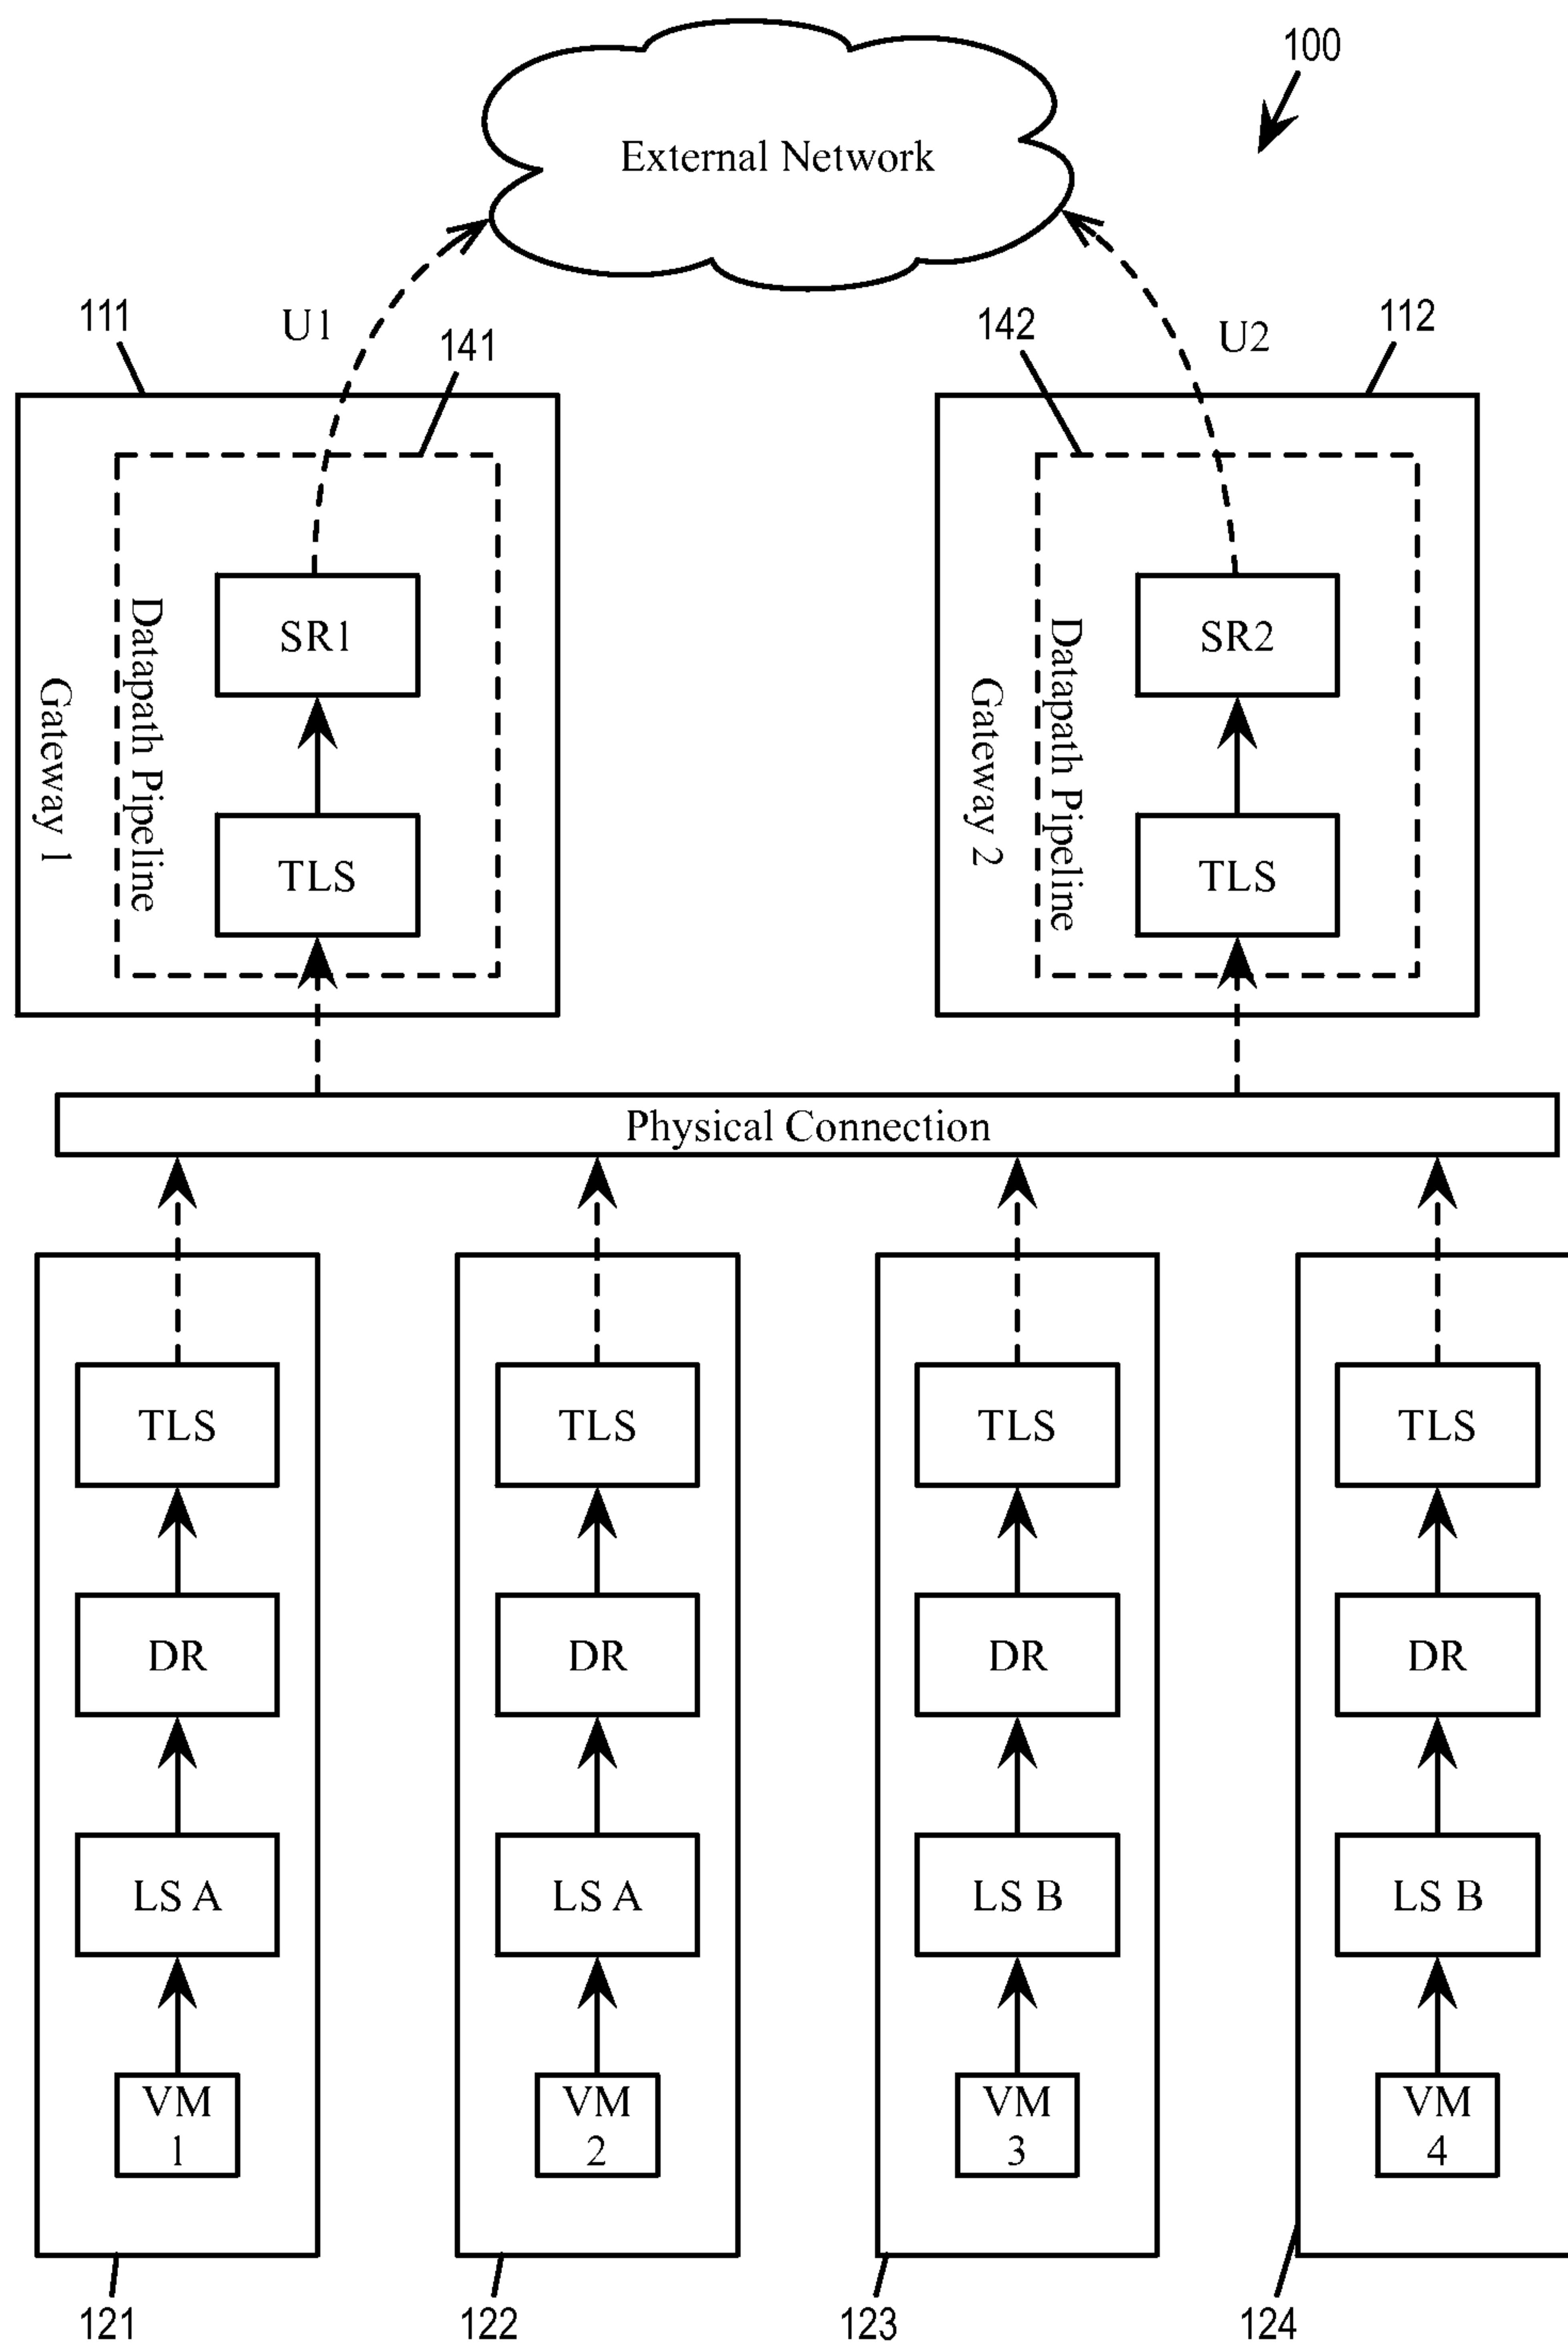 100
External Network
111
U1
141
142
U2
112
SR1
SR2
Datapath Pipeline
Gateway 1
Datapath Pipeline
Gateway 2
TLS
TLS
Physical Connection
TLS
TLS
TLS
TLS
DR
DR
DR
DR
LS A
LS A
LS B
LS B
VM
1
VM
2
VM
3
VM
4
121
122
123
124